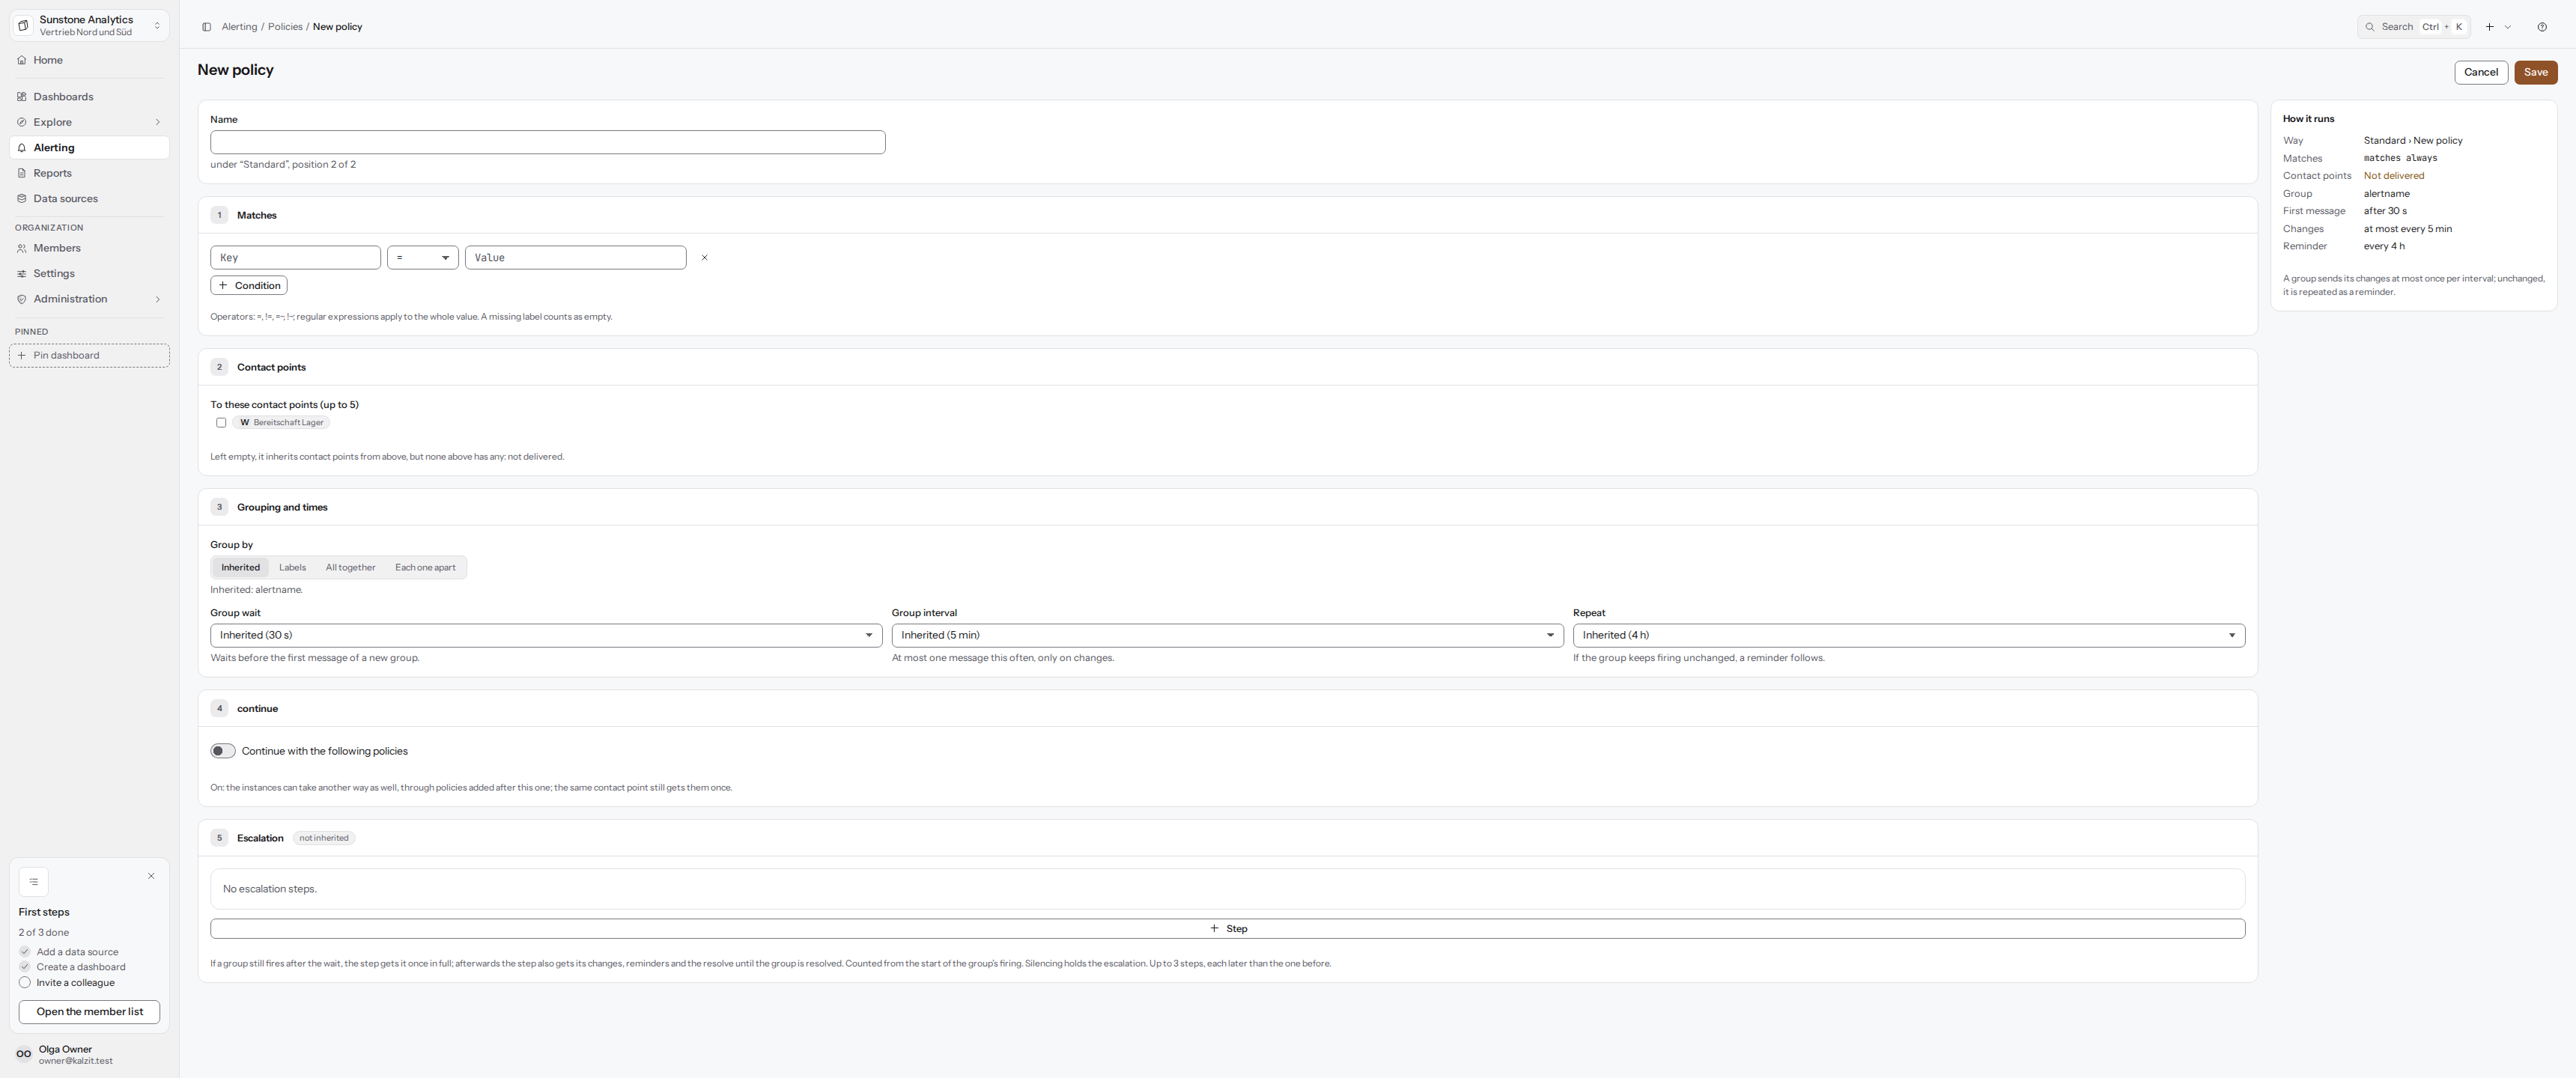 Sunstone Analytics
Vertrieb Nord und Süd
Home
Dashboards
Explore
Alerting
Reports
Data sources
ORGANIZATION
Members
Settings
Administration
PINNED
Pin dashboard
First steps
2 of 3 done
Add a data source
Create a dashboard
Invite a colleague
Open the member list
OO Olga Owner
owner@kalzit.test
Alerting / Policies / New policy
Search Ctrl + K
New policy
Cancel Save
Name
under “Standard”, position 2 of 2
1 Matches
Key = Value
Condition
Operators: =, !=, =~, !~; regular expressions apply to the whole value. A missing label counts as empty.
2 Contact points
To these contact points (up to 5)
W Bereitschaft Lager
Left empty, it inherits contact points from above, but none above has any: not delivered.
3 Grouping and times
Group by
Inherited Labels All together Each one apart
Inherited: alertname.
Group wait Group interval Repeat
Inherited (30 s) Inherited (5 min) Inherited (4 h)
Waits before the first message of a new group. At most one message this often, only on changes. If the group keeps firing unchanged, a reminder follows.
4 continue
Continue with the following policies
On: the instances can take another way as well, through policies added after this one; the same contact point still gets them once.
5 Escalation not inherited
No escalation steps.
Step
If a group still fires after the wait, the step gets it once in full; afterwards the step also gets its changes, reminders and the resolve until the group is resolved. Counted from the start of the group's firing. Silencing holds the escalation. Up to 3 steps, each later than the one before.
How it runs
Way Standard › New policy
Matches matches always
Contact points Not delivered
Group alertname
First message after 30 s
Changes at most every 5 min
Reminder every 4 h
A group sends its changes at most once per interval; unchanged,
it is repeated as a reminder.